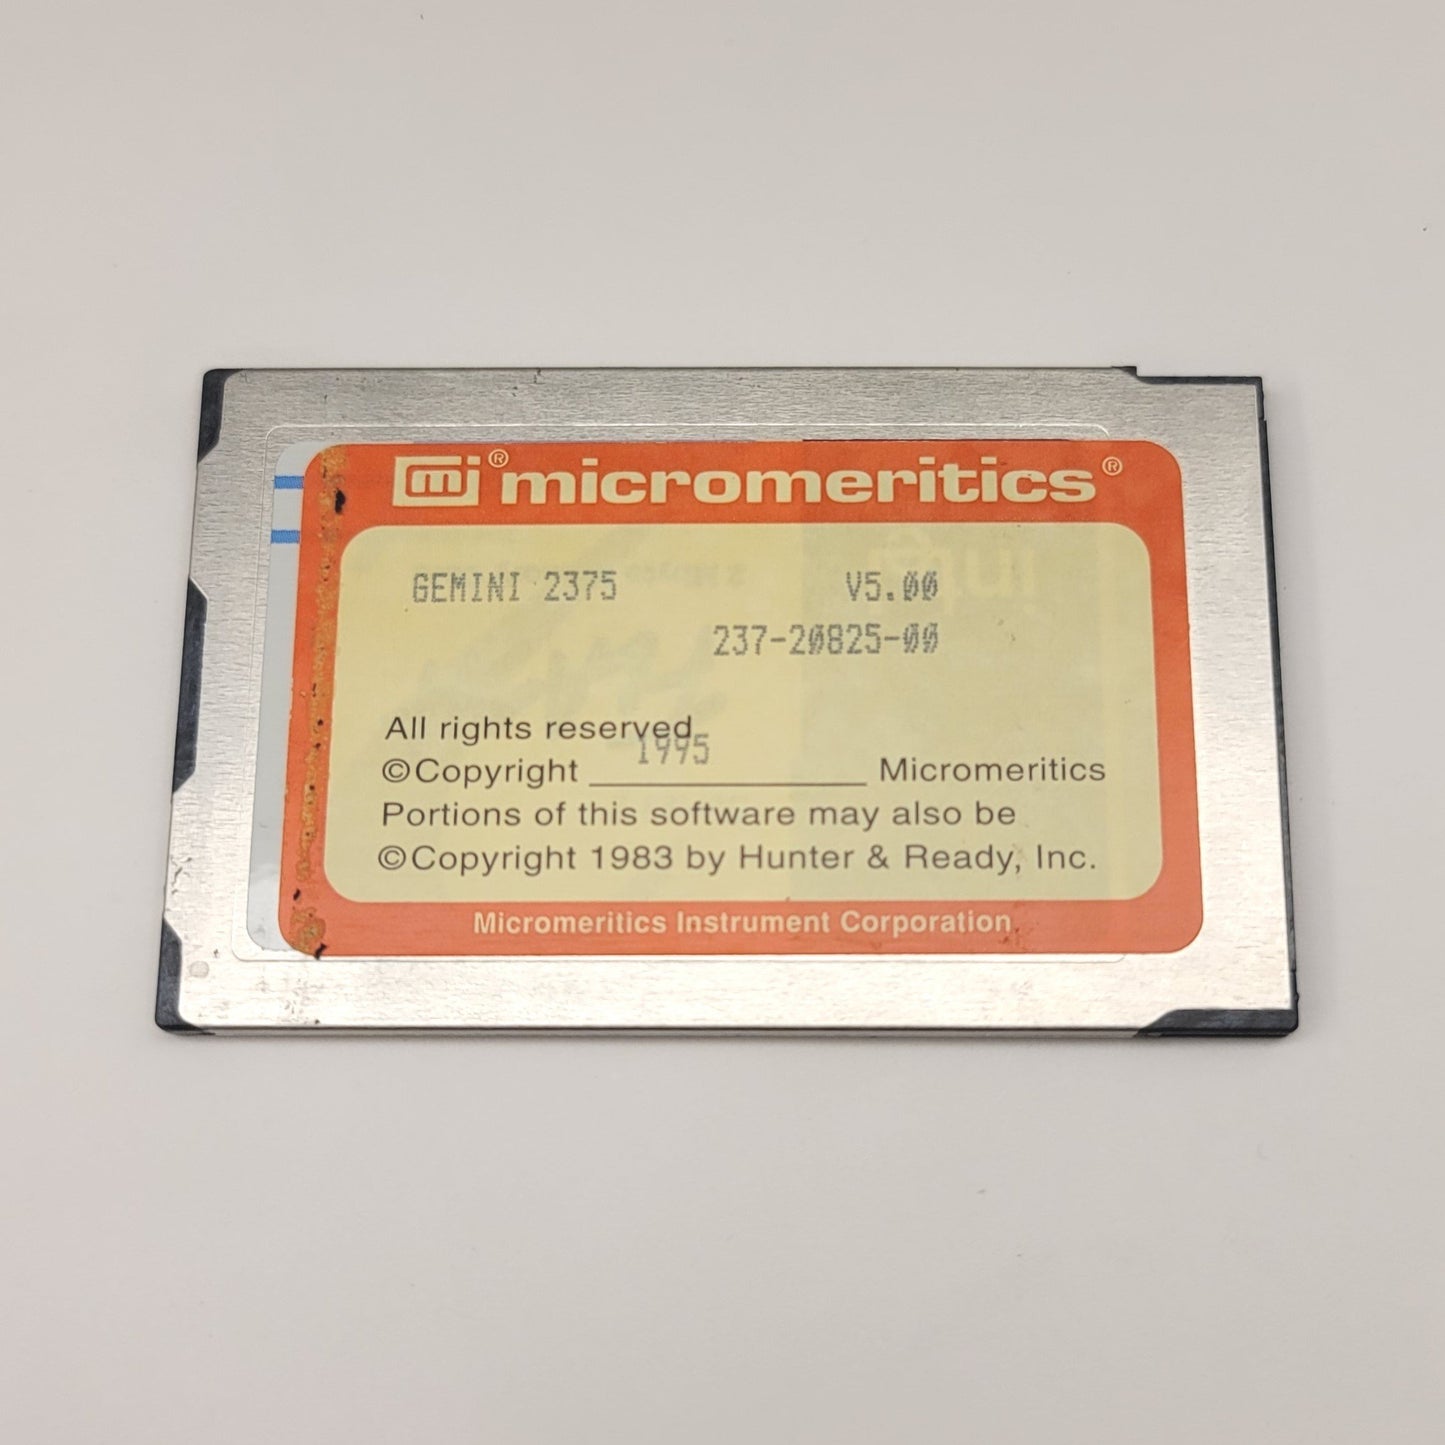 mi® micromeritics®
GEMINI 2375 V5.00
237-20825-00
All rights reserved
©Copyright 1995 Micromeritics
Portions of this software may also be
©Copyright 1983 by Hunter & Ready, Inc.
Micromeritics Instrument Corporation